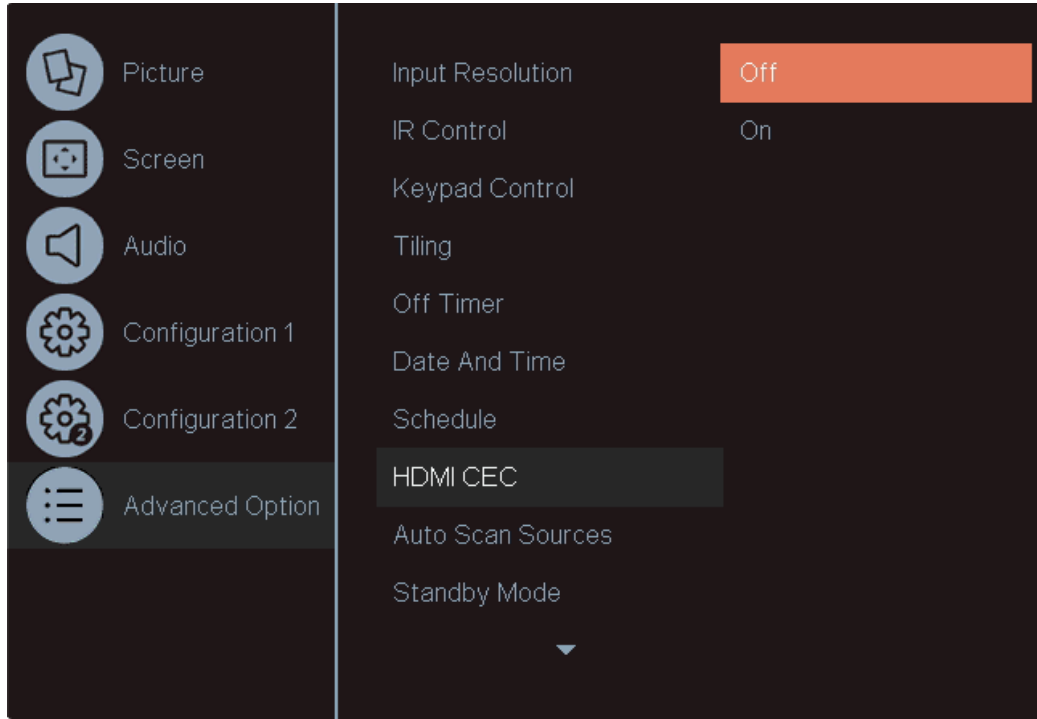 Picture
Screen
Audio
Configuration 1
Configuration 2
2
Advanced Option
Input Resolution
IR Control
Keypad Control
Tiling
Off Timer
Date And Time
Schedule
HDMI CEC
Auto Scan Sources
Standby Mode
Off
On